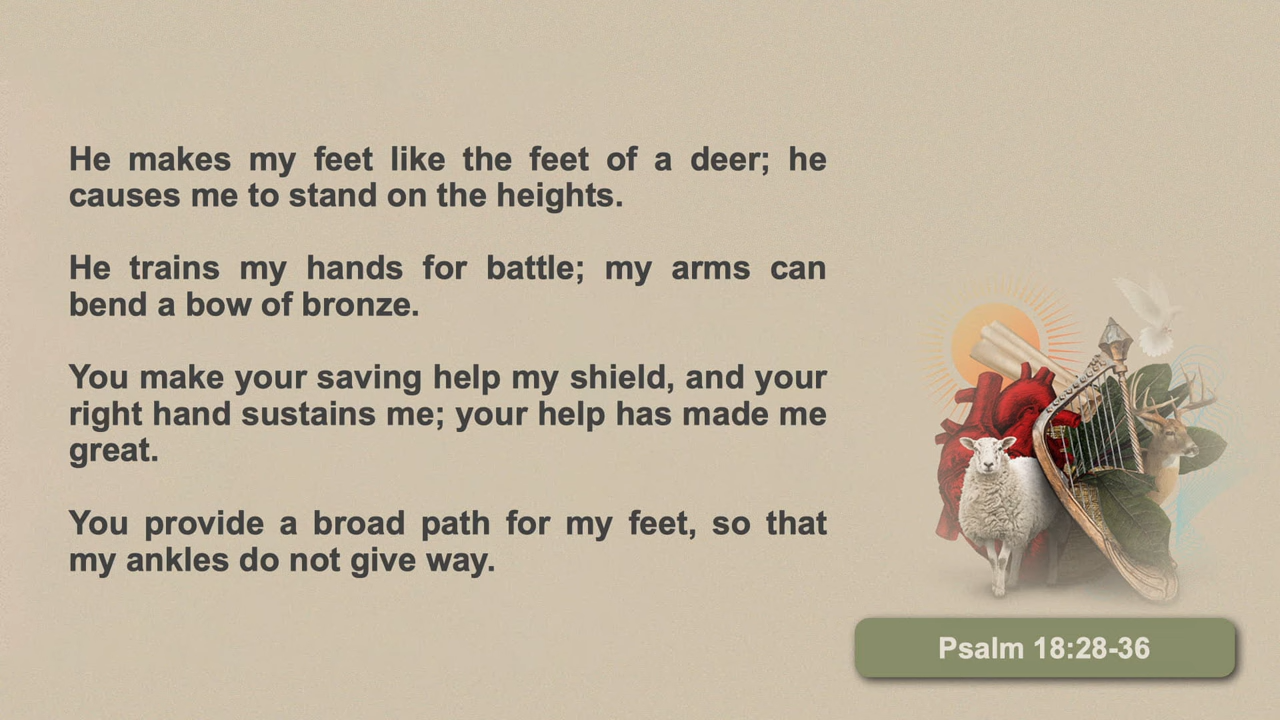 He makes my feet like the feet of a deer; he
causes me to stand on the heights.
He trains my hands for battle; my arms can
bend a bow of bronze.
You make your saving help my shield, and your
right hand sustains me; your help has made me
great.
You provide a broad path for my feet, so that
my ankles do not give way.
Psalm 18:28-36